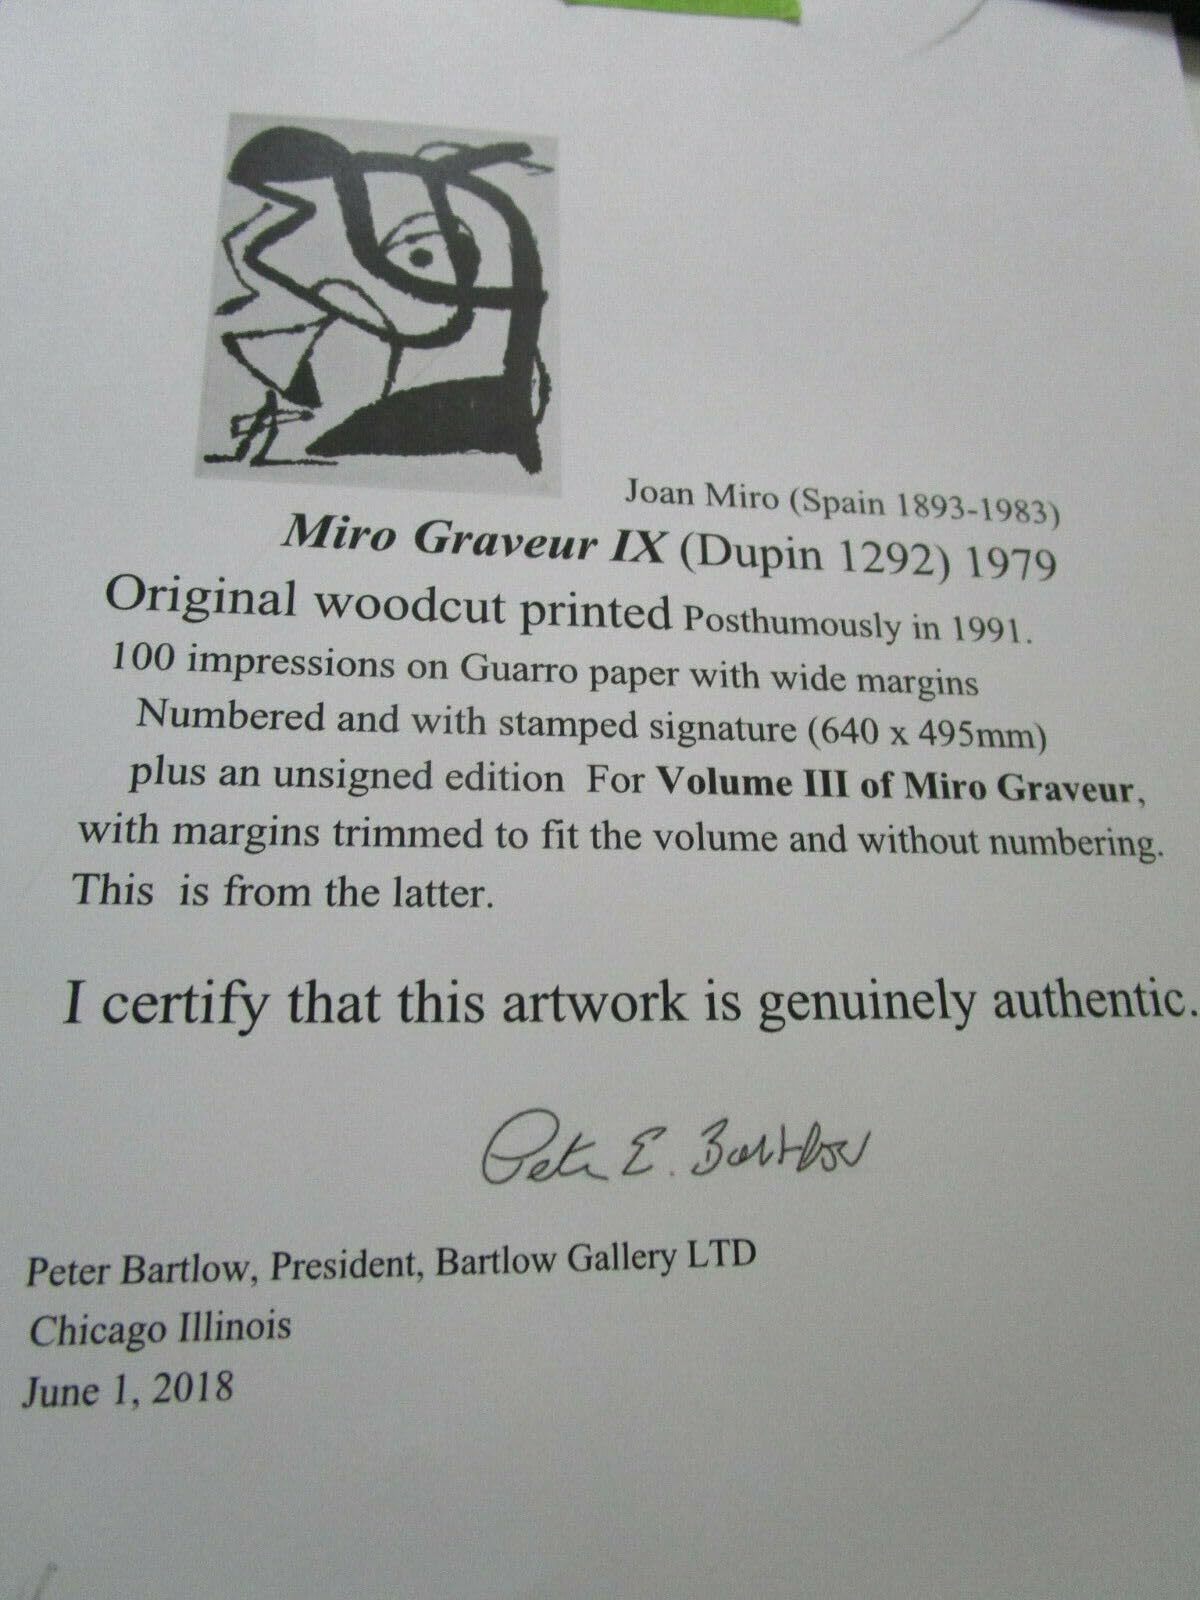 Joan Miro (Spain 1893-1983)
Miro Graveur IX (Dupin 1292) 1979
Original woodcut printed Posthumously in 1991.
100 impressions on Guarro paper with wide margins
Numbered and with stamped signature (640 x 495mm)
plus an unsigned edition For Volume III of Miro Graveur,
with margins trimmed to fit the volume and without numbering.
This is from the latter.
I certify that this artwork is genuinely authentic.
Peter E. Bartlow
Peter Bartlow, President, Bartlow Gallery LTD
Chicago Illinois
June 1, 2018